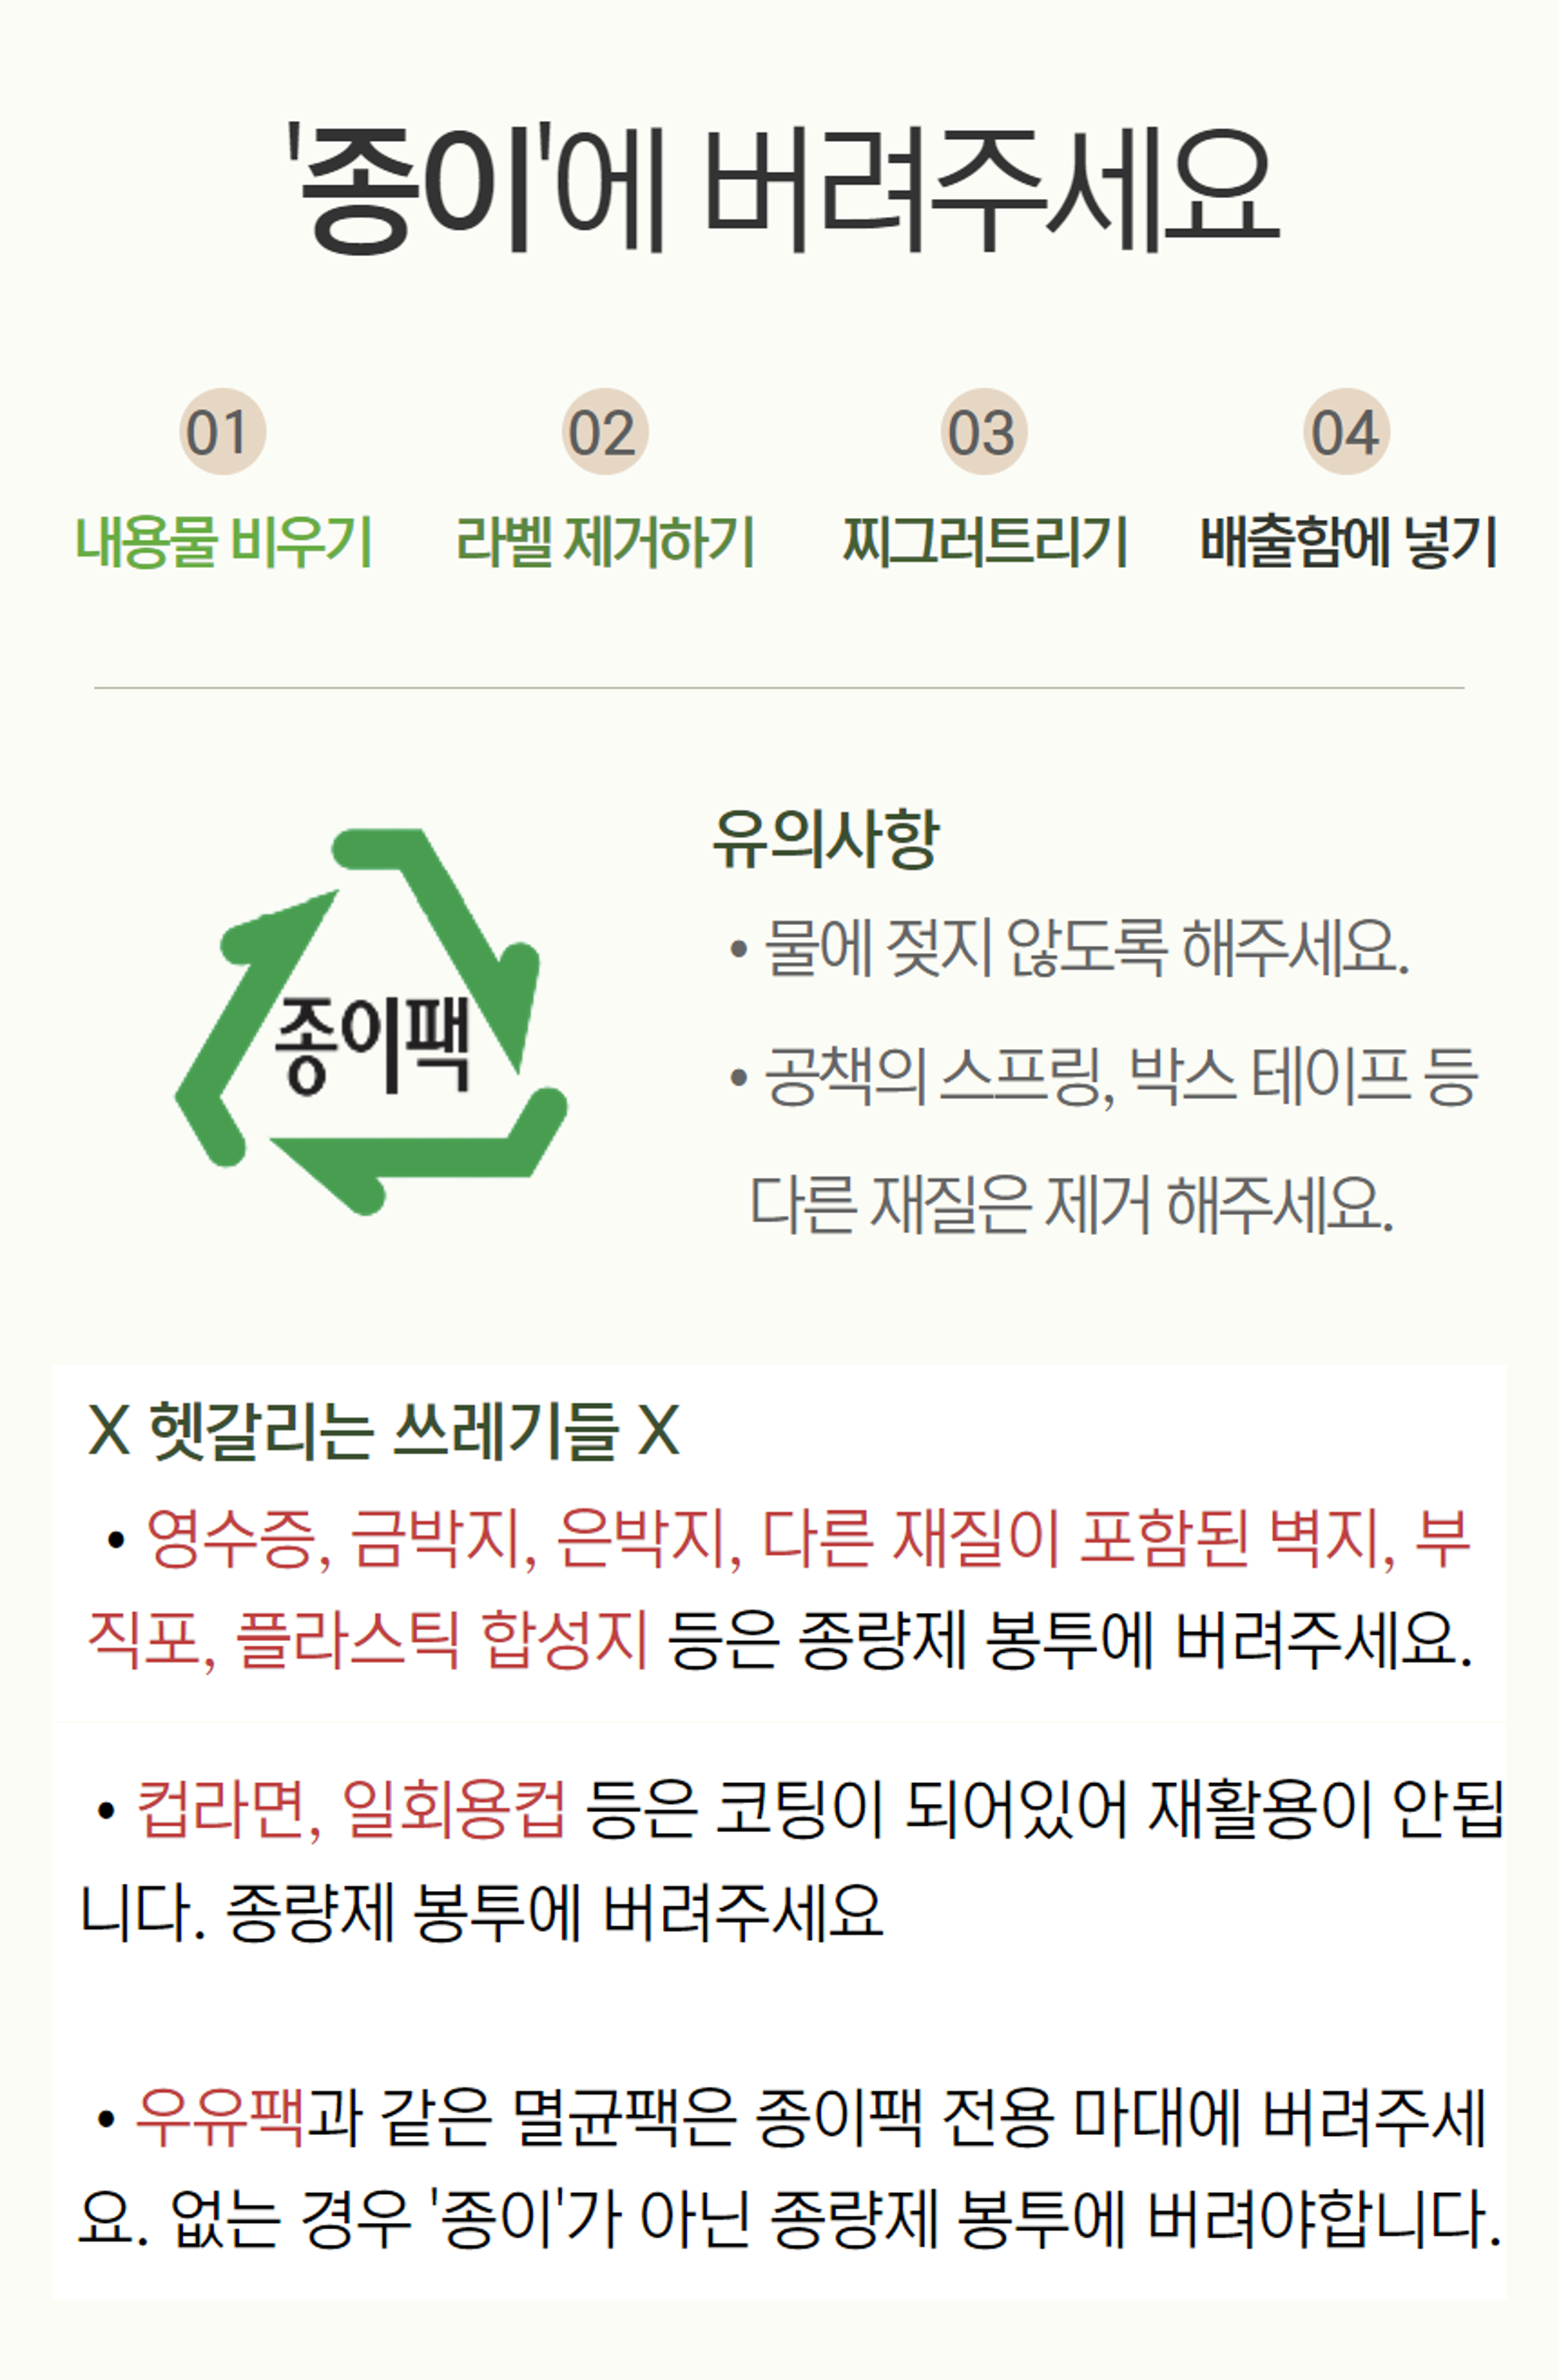 '종이'에 버려주세요
01
02
03
04
내용물 비우기
라벨 제거하기
찌그러트리기
배출함에 넣기
종이팩
유의사항
• 물에 젖지 않도록 해주세요.
• 공책의 스프링, 박스 테이프 등
다른 재질은 제거 해주세요.
X 헷갈리는 쓰레기들 X
• 영수증, 금박지, 은박지, 다른 재질이 포함된 벽지, 부
직포, 플라스틱 합성지 등은 종량제 봉투에 버려주세요.
• 컵라면, 일회용컵 등은 코팅이 되어있어 재활용이 안됩
니다. 종량제 봉투에 버려주세요
• 우유팩과 같은 멸균팩은 종이팩 전용 마대에 버려주세
요. 없는 경우 '종이'가 아닌 종량제 봉투에 버려야합니다.